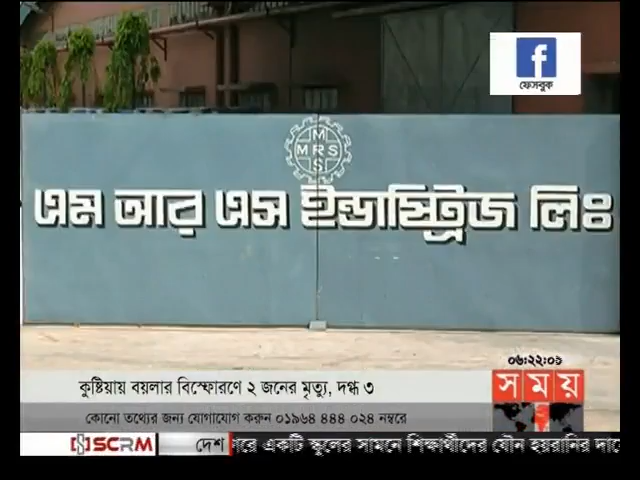 ফেসবুক
M
MRS
S
এম আর এস ইন্ডাষ্ট্রিজ লিঃ
০৬:২২:০৯
কুষ্টিয়ায় বয়লার বিস্ফোরণে ২ জনের মৃত্যু, দগ্ধ ৩
সময়
কোনো তথ্যের জন্য যোগাযোগ করুন ০১৯৬৪ ৪৪৪ ০২৪ নম্বরে
SCRM
দেশ
একটি স্কুলের সামনে শিক্ষার্থীদের যৌন হয়রানির